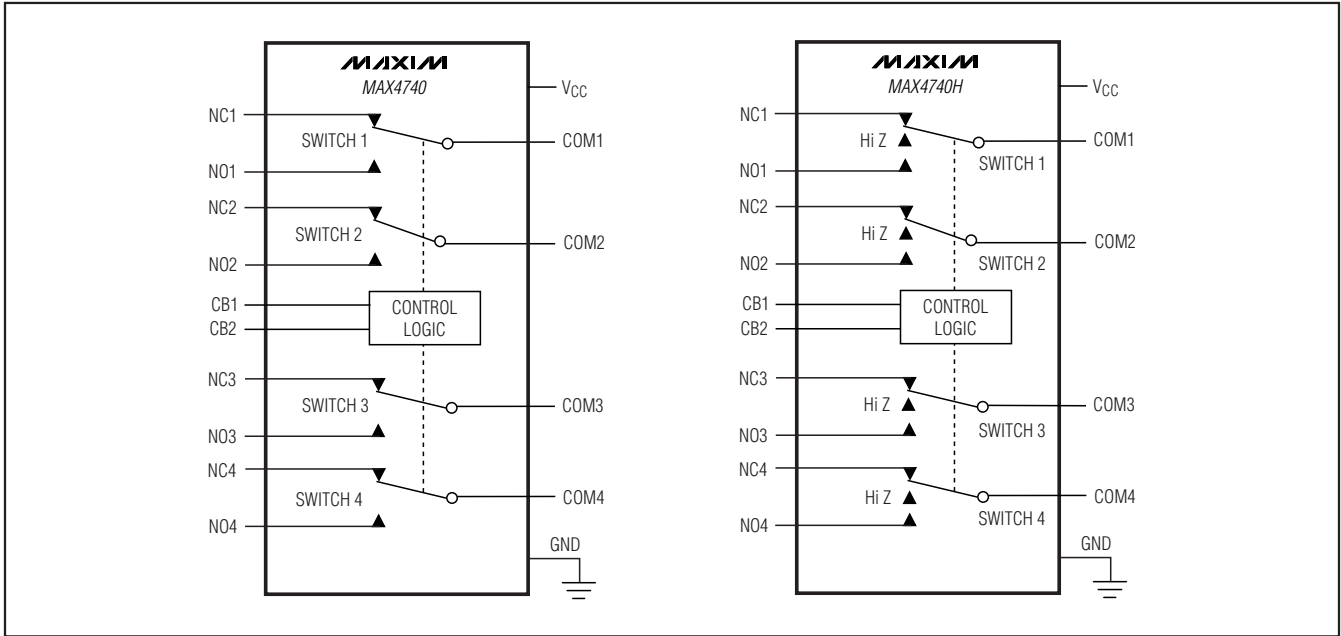 MAXIM
MAX4740
VCC
NC1
SWITCH 1
COM1
NO1
NC2
SWITCH 2
COM2
NO2
CB1
CB2
CONTROL
LOGIC
NC3
SWITCH 3
COM3
NO3
NC4
SWITCH 4
COM4
NO4
GND
MAXIM
MAX4740H
VCC
NC1
Hi Z
COM1
SWITCH 1
NO1
NC2
Hi Z
COM2
SWITCH 2
NO2
CB1
CB2
CONTROL
LOGIC
NC3
Hi Z
COM3
SWITCH 3
NO3
NC4
Hi Z
COM4
SWITCH 4
NO4
GND